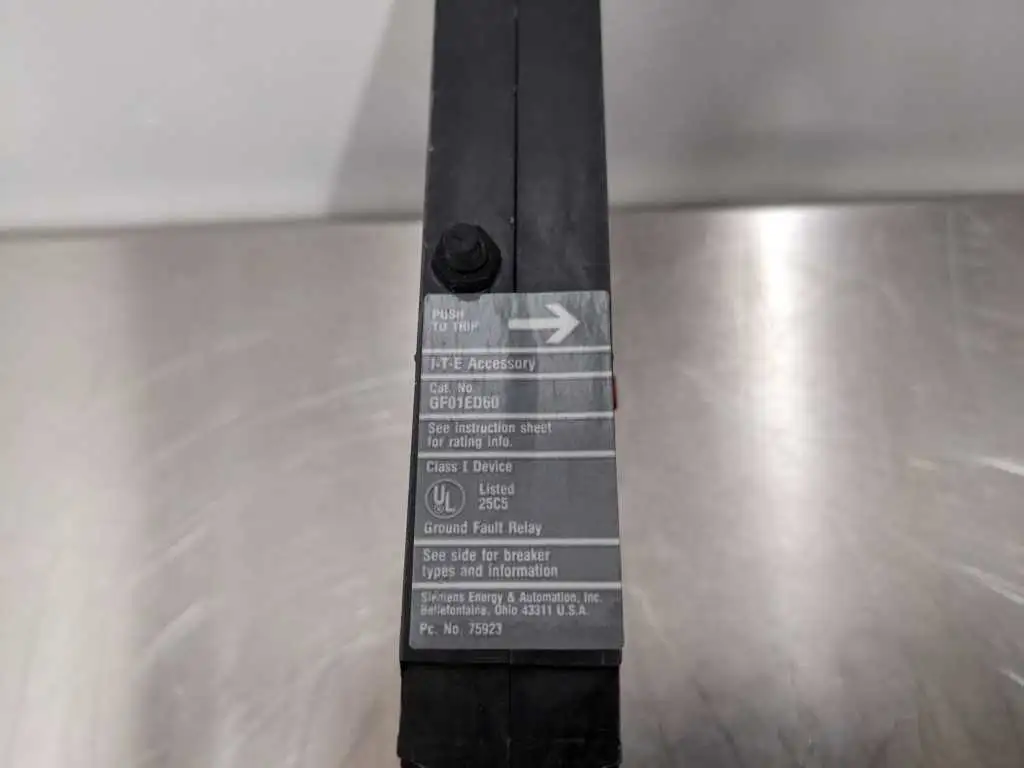 PUSH
TO TRIP
I-T-E Accessory
Cat. No.
GF01ED60
See instruction sheet
for rating info.
Class I Device
UL
Listed
25C5
Ground Fault Relay
See side for breaker
types and information
Siemens Energy & Automation, Inc.
Bellefontaine, Ohio 43311 U.S.A.
Pc. No. 75923